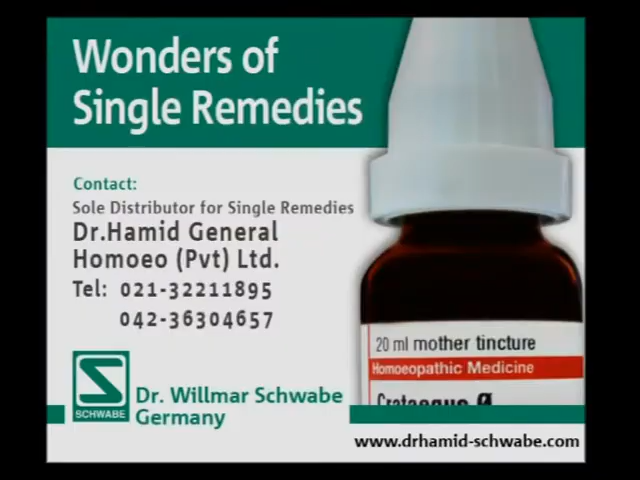 Wonders of
Single Remedies
Contact:
Sole Distributor for Single Remedies
Dr.Hamid General
Homoeo (Pvt) Ltd.
Tel: 021-32211895
042-36304657
20 ml mother tincture
Homoeopathic Medicine
Crataegus Ø
SCHWABE
Dr. Willmar Schwabe
Germany
www.drhamid-schwabe.com